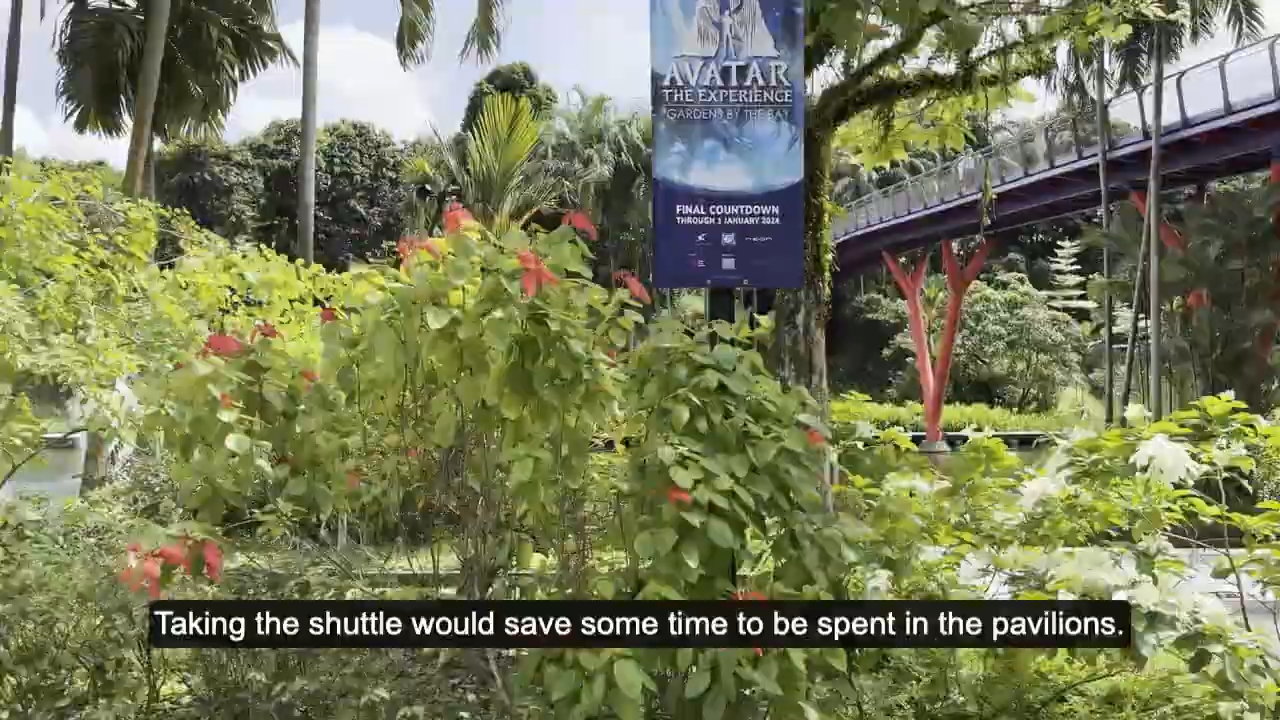 AVATAR
THE EXPERIENCE
GARDENS BY THE BAY
FINAL COUNTDOWN
THROUGH 1 JANUARY 2024
neon
Taking the shuttle would save some time to be spent in the pavilions.